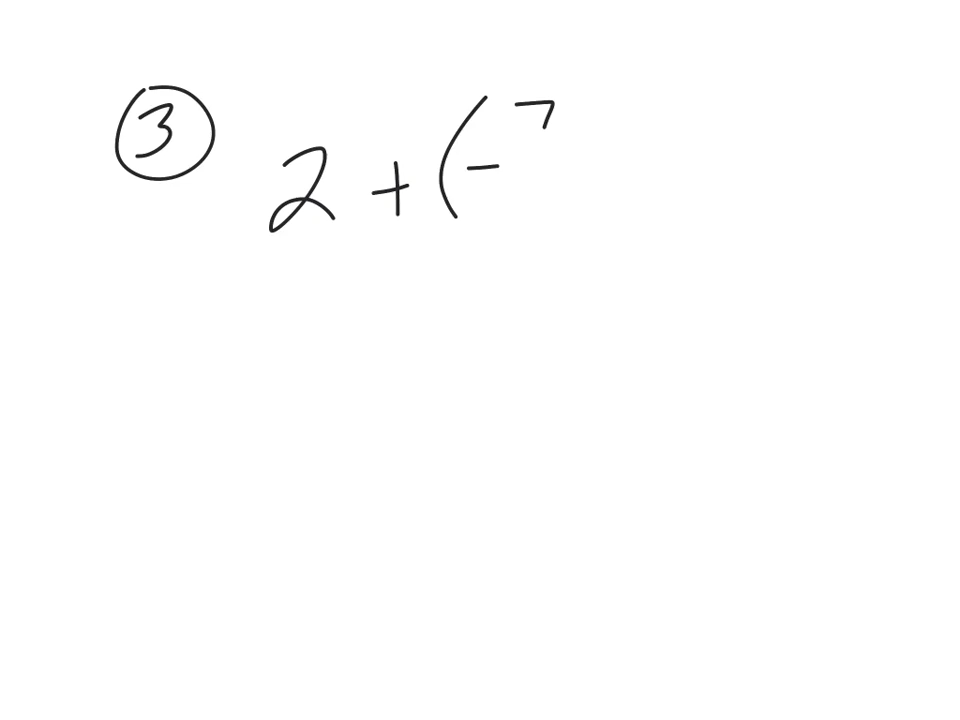 ③ 2 + (- 7